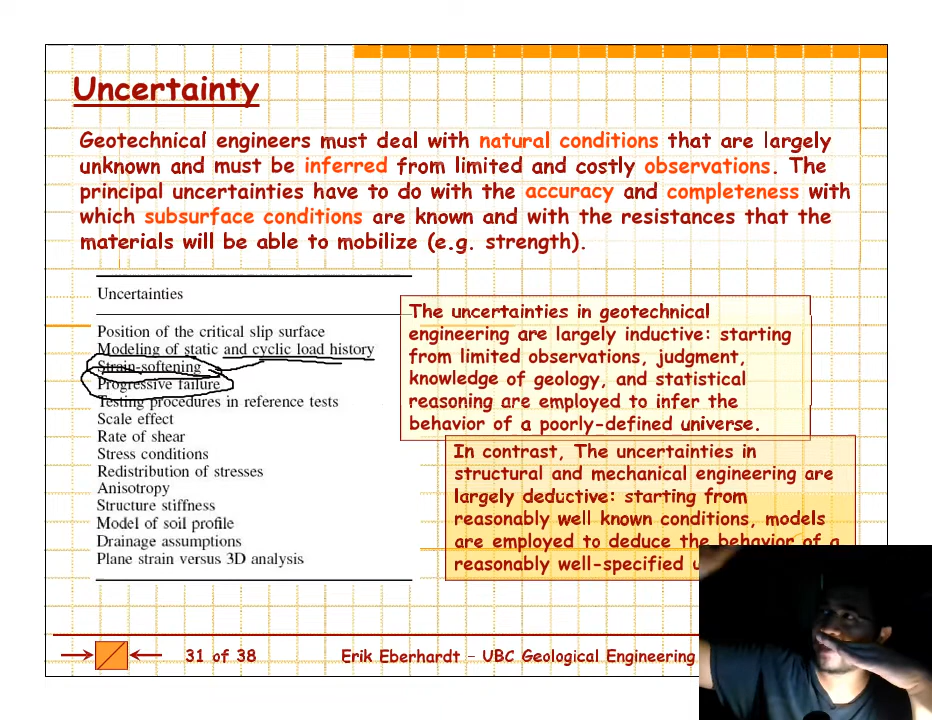 Uncertainty
Geotechnical engineers must deal with natural conditions that are largely
unknown and must be inferred from limited and costly observations. The
principal uncertainties have to do with the accuracy and completeness with
which subsurface conditions are known and with the resistances that the
materials will be able to mobilize (e.g. strength).
Uncertainties
Position of the critical slip surface
Modeling of static and cyclic load history
Strain-softening
Progressive failure
Testing procedures in reference tests
Scale effect
Rate of shear
Stress conditions
Redistribution of stresses
Anisotropy
Structure stiffness
Model of soil profile
Drainage assumptions
Plane strain versus 3D analysis
The uncertainties in geotechnical
engineering are largely inductive: starting
from limited observations, judgment,
knowledge of geology, and statistical
reasoning are employed to infer the
behavior of a poorly-defined universe.
In contrast, The uncertainties in
structural and mechanical engineering are
largely deductive: starting from
reasonably well known conditions, models
are employed to deduce the behavior of a
reasonably well-specified
31 of 38
Erik Eberhardt – UBC Geological Engineering